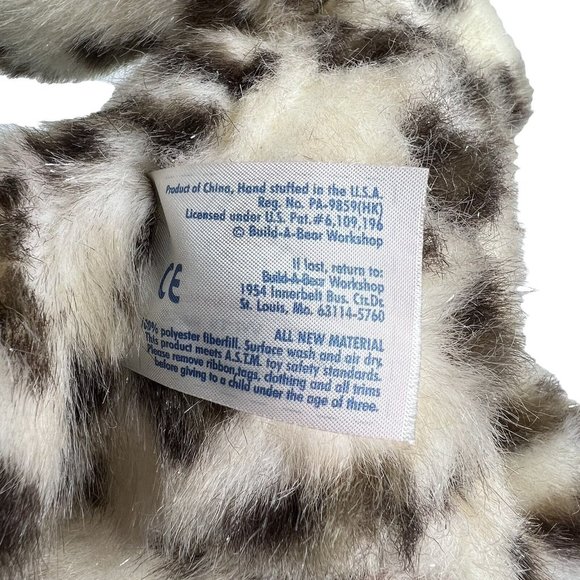 Product of China, Hand stuffed in the U.S.A.
Reg. No. PA-9859(HK)
Licensed under U.S. Pat.#6,109,196
© Build-A-Bear Workshop
If lost, return to:
Build-A-Bear Workshop
1954 Innerbelt Bus. Ctr.Dr.
St. Louis, Mo. 63114-5760
CE
ALL NEW MATERIAL
100% polyester fiberfill. Surface wash and air dry.
This product meets A.S.T.M. toy safety standards.
Please remove ribbon,tags, clothing and all trims
before giving to a child under the age of three.